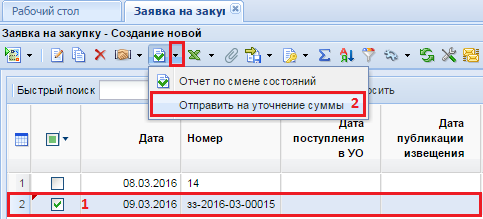 Рабочий стол
Заявка на закуп
Заявка на закупку - Создание новой
Отчет по смене состояний
Отправить на уточнение суммы 2
Быстрый поиск
Дата
Номер
Дата
поступления
в УО
Дата
публикации
извещения
1 08.03.2016 14
2 1 09.03.2016 зз-2016-03-00015